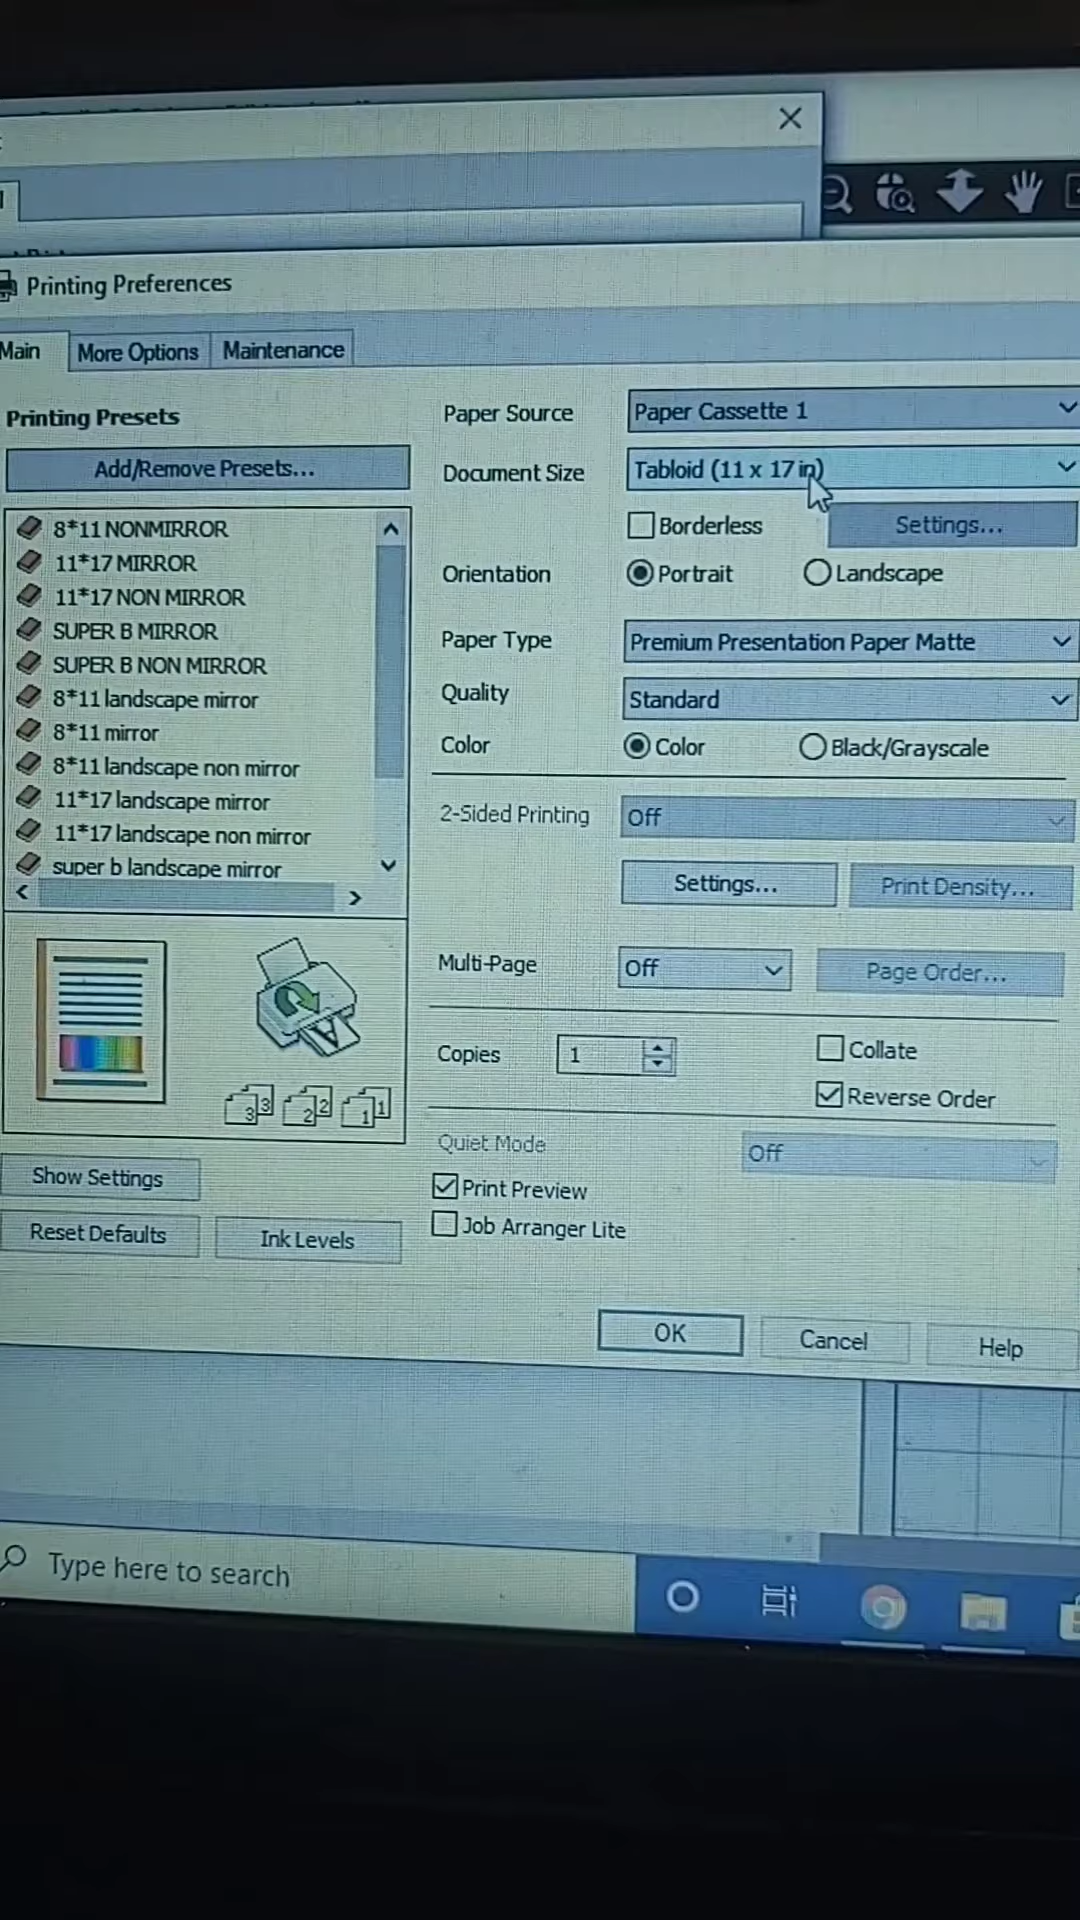 Printing Preferences
Main
More Options
Maintenance
Printing Presets
Add/Remove Presets...
8*11 NONMIRROR
11*17 MIRROR
11*17 NON MIRROR
SUPER B MIRROR
SUPER B NON MIRROR
8*11 landscape mirror
8*11 mirror
8*11 landscape non mirror
11*17 landscape mirror
11*17 landscape non mirror
super b landscape mirror
3 3 2 2 1 1
Show Settings
Reset Defaults
Ink Levels
Paper Source Paper Cassette 1
Document Size Tabloid (11 x 17 in)
Borderless Settings...
Orientation Portrait Landscape
Paper Type Premium Presentation Paper Matte
Quality Standard
Color Color Black/Grayscale
2-Sided Printing Off
Settings... Print Density...
Multi-Page Off Page Order...
Copies 1 Collate
Reverse Order
Quiet Mode Off
Print Preview
Job Arranger Lite
OK Cancel Help
Type here to search